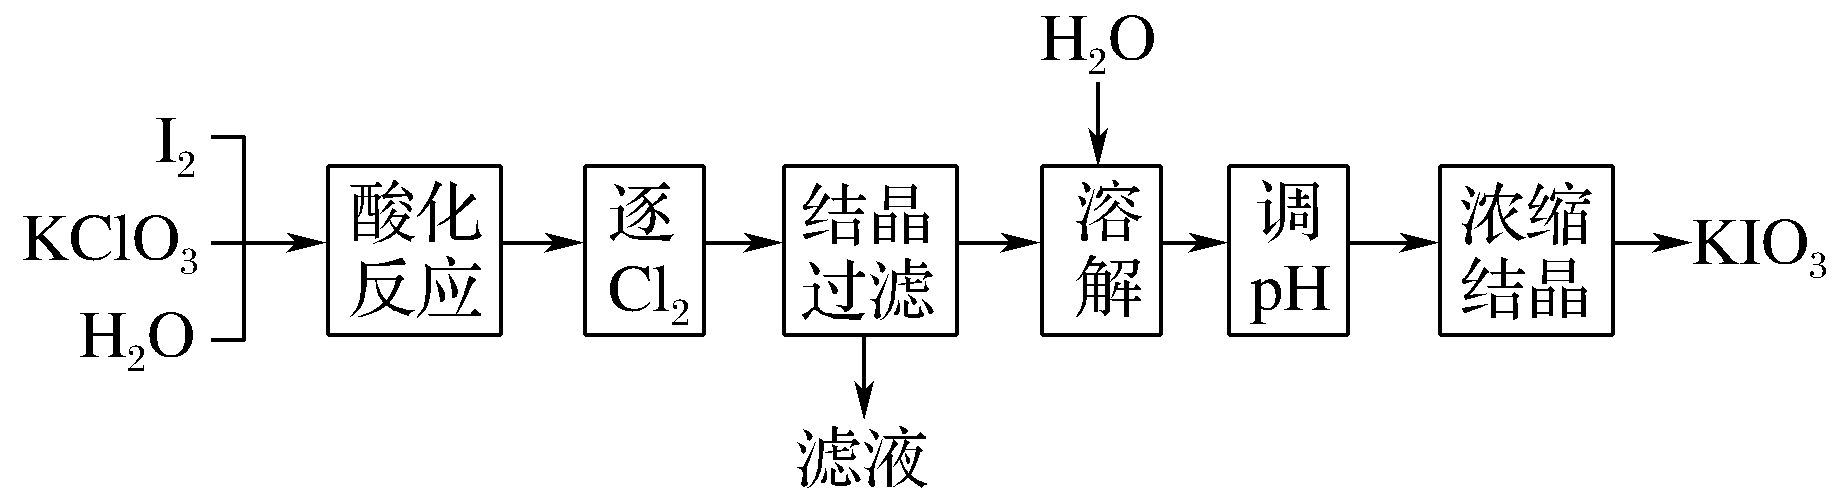 H₂O
I₂
KClO₃
H₂O
酸化
反应
逐
Cl₂
结晶
过滤
溶
解
调
pH
浓缩
结晶
KIO₃
滤液